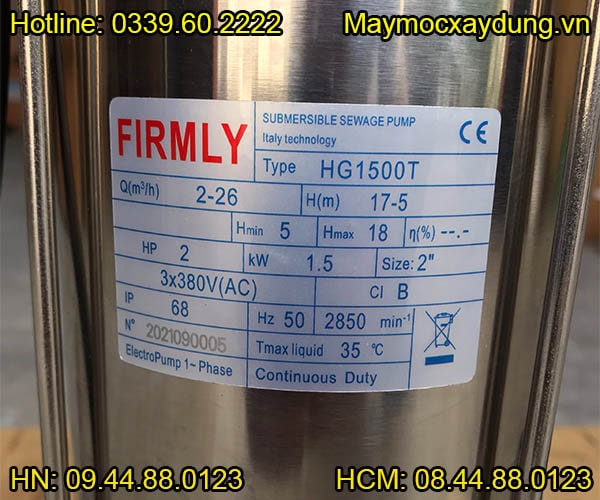 Hotline: 0339.60.2222 Maymocxaydung.vn
FIRMLY
SUBMERSIBLE SEWAGE PUMP
Italy technology
CE
Type HG1500T
Q(m³/h) 2-26 H(m) 17-5
Hmin 5 Hmax 18 η(%) --.-
HP 2 kW 1.5 Size: 2"
3x380V(AC) Cl B
IP 68 Hz 50 2850 min⁻¹
N° 2021090005 Tmax liquid 35 °C
ElectroPump 1~ Phase Continuous Duty
HN: 09.44.88.0123 HCM: 08.44.88.0123